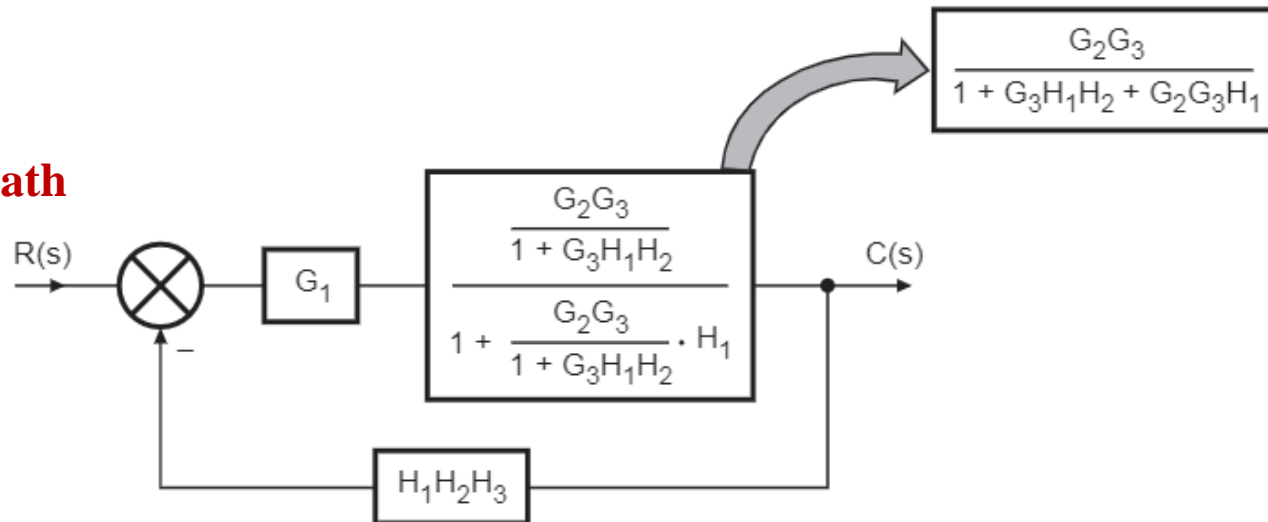 G₂G₃
1 + G₃H₁H₂ + G₂G₃H₁
ath
R(s)
G₁
G₂G₃
1 + G₃H₁H₂
1 + G₂G₃
1 + G₃H₁H₂ · H₁
C(s)
–
H₁H₂H₃